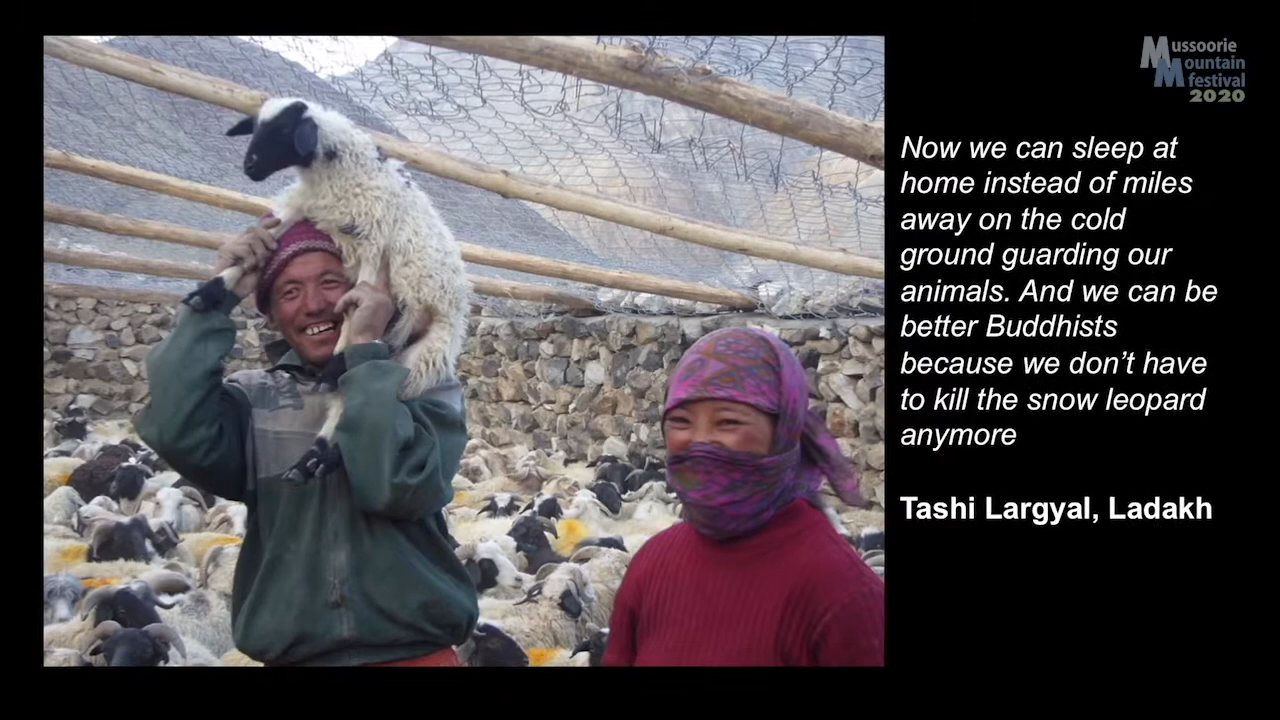 Mussoorie
Mountain
festival
2020
Now we can sleep at
home instead of miles
away on the cold
ground guarding our
animals. And we can be
better Buddhists
because we don’t have
to kill the snow leopard
anymore
Tashi Largyal, Ladakh